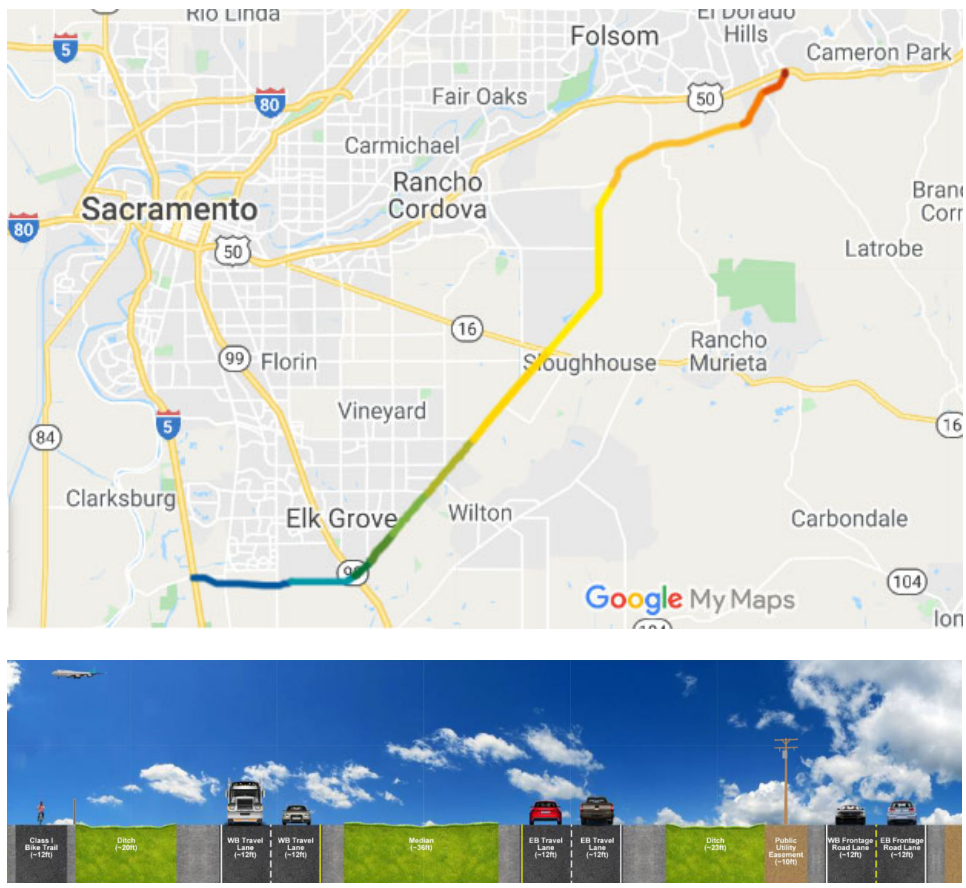 Rio Linda
El Dorado
Hills
Folsom
Cameron Park
5
80
50
Fair Oaks
Carmichael
Rancho
Cordova
Sacramento
80
50
Latrobe
16
Rancho
Murieta
Sloughhouse
99
Florin
Vineyard
5
84
16
Clarksburg
Elk Grove
Wilton
Carbondale
104
Google My Maps
Class I
Bike Trail
(~12ft)
Ditch
(~20ft)
WB Travel
Lane
(~12ft)
WB Travel
Lane
(~12ft)
Median
(~36ft)
EB Travel
Lane
(~12ft)
EB Travel
Lane
(~12ft)
Ditch
(~23ft)
Public
Utility
Easement
(~10ft)
WB Frontage
Road Lane
(~12ft)
EB Frontage
Road Lane
(~12ft)